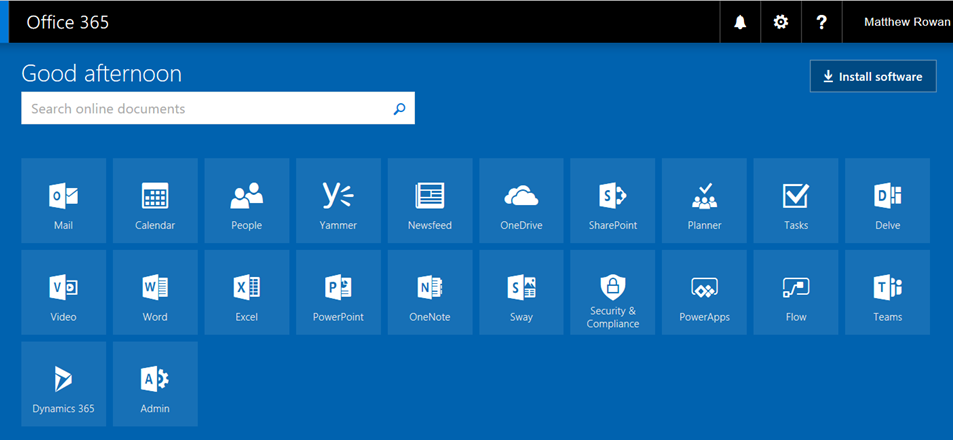 Office 365
?
Matthew Rowan
Good afternoon
Install software
Search online documents
Mail
Calendar
People
Yammer
Newsfeed
OneDrive
SharePoint
Planner
Tasks
Delve
Video
Word
Excel
PowerPoint
OneNote
Sway
Security &
Compliance
PowerApps
Flow
Teams
Dynamics 365
Admin